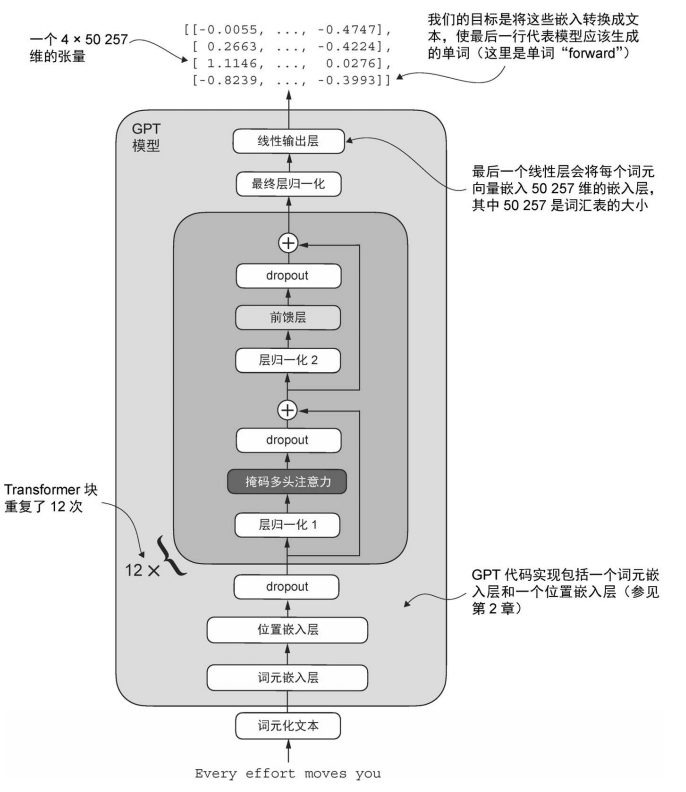 一个 4 × 50 257
维的张量
[[-0.0055, ..., -0.4747],
[ 0.2663, ..., -0.4224],
[ 1.1146, ..., 0.0276],
[-0.8239, ..., -0.3993]]
我们的目标是将这些嵌入转换成文
本，使最后一行代表模型应该生成
的单词（这里是单词“forward”）
GPT
模型
线性输出层
最终层归一化
最后一个线性层会将每个词元
向量嵌入 50 257 维的嵌入层，
其中 50 257 是词汇表的大小
dropout
前馈层
层归一化 2
dropout
掩码多头注意力
层归一化 1
Transformer 块
重复了 12 次
12 ×
dropout
位置嵌入层
词元嵌入层
GPT 代码实现包括一个词元嵌
入层和一个位置嵌入层（参见
第 2 章）
词元化文本
Every effort moves you